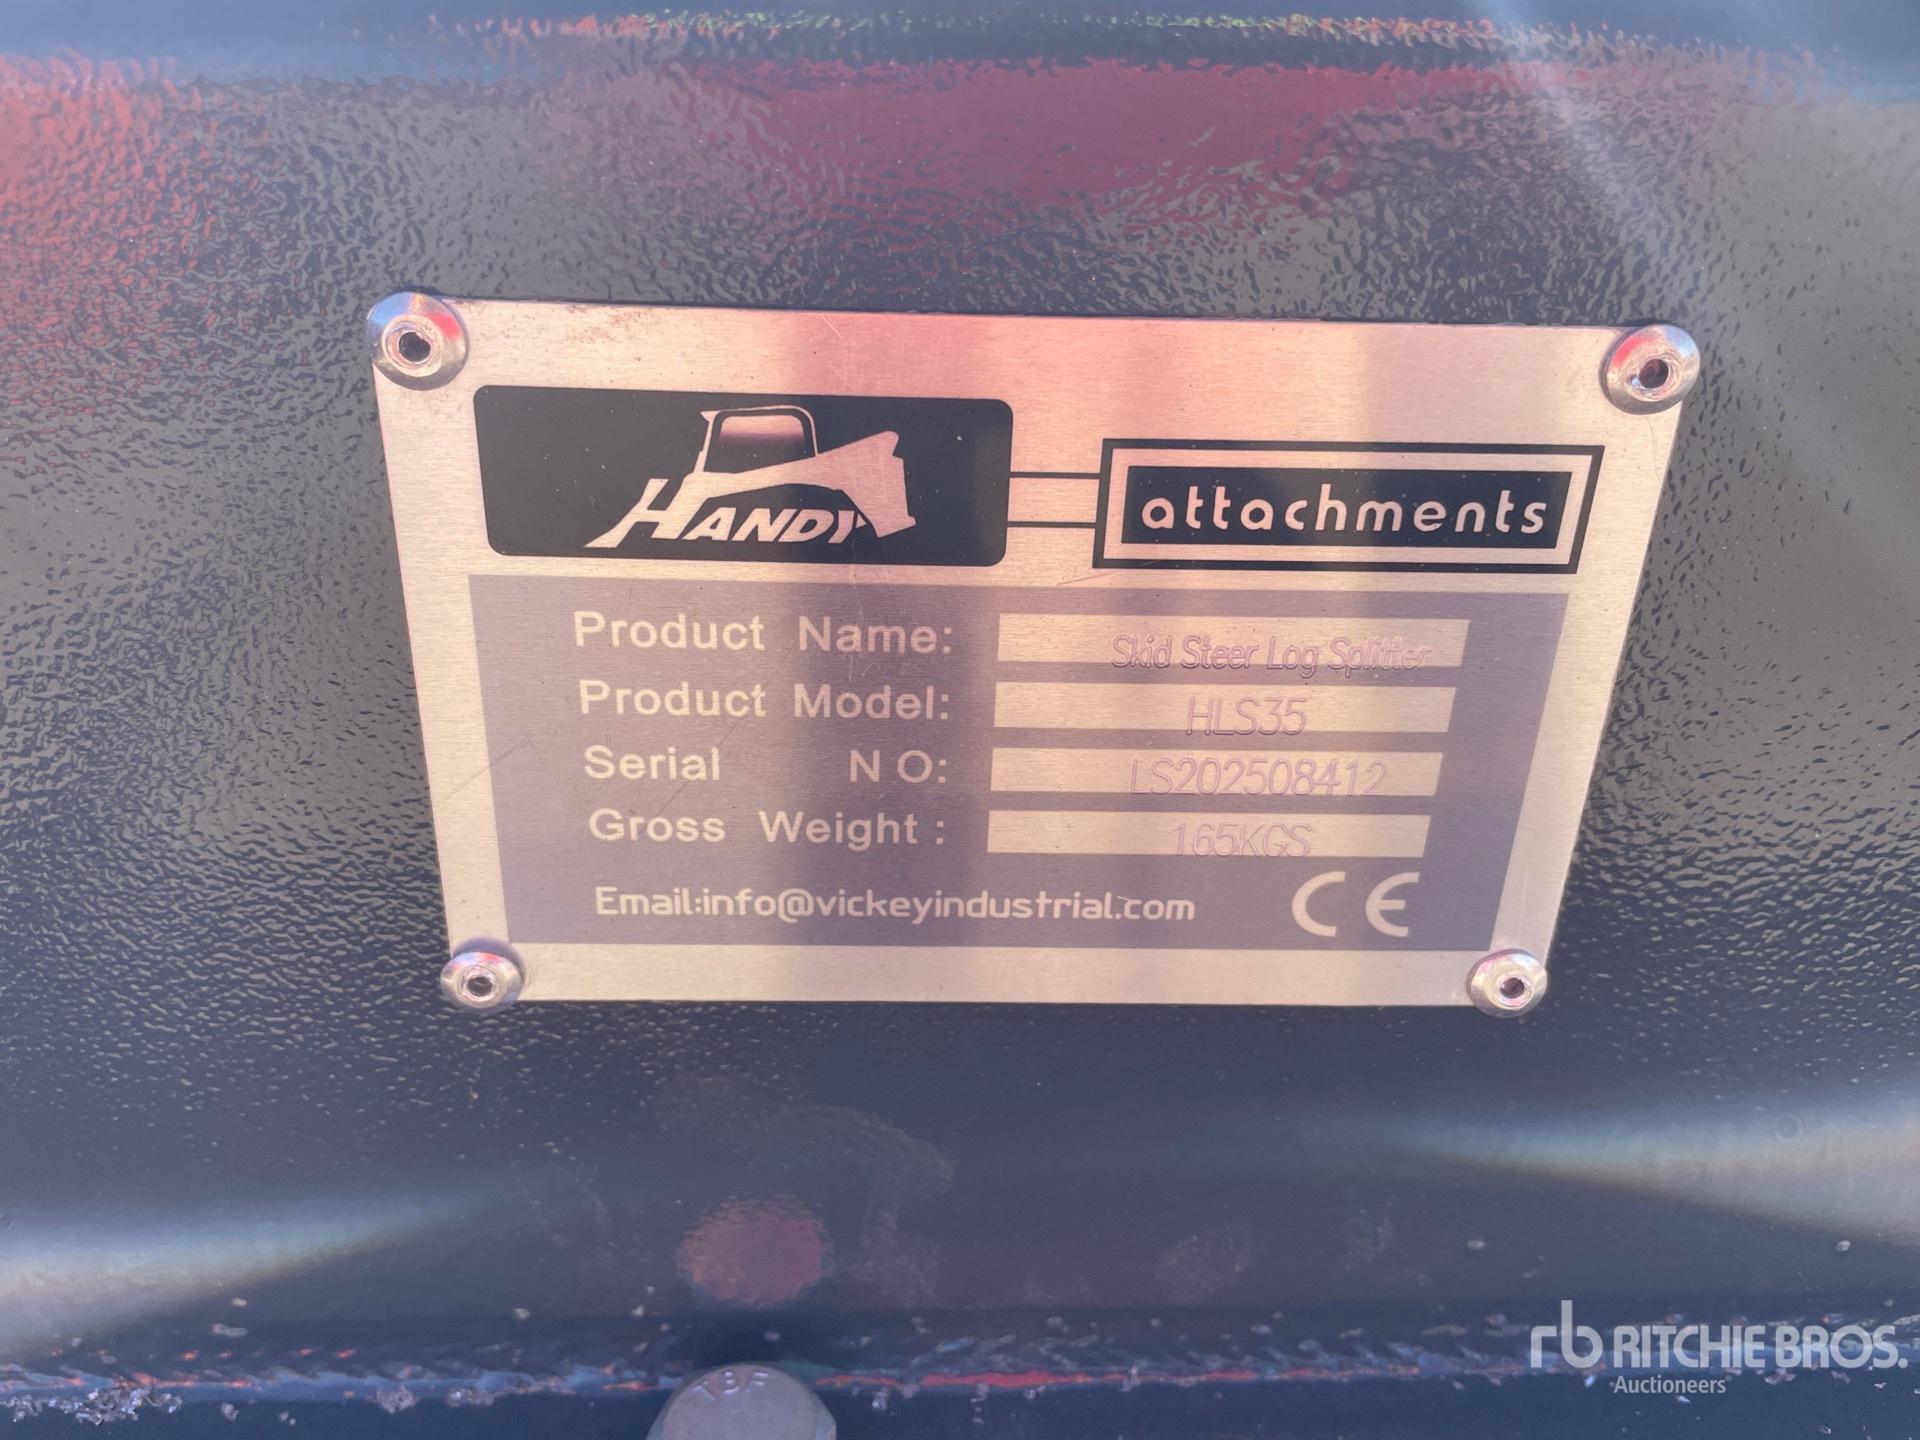 HANDY
attachments
Product Name: Skid Steer Log Splitter
Product Model: HLS35
Serial NO: LS202508412
Gross Weight: 165KGS
Email:info@vickeyindustrial.com CE
rb RITCHIE BROS.
Auctioneers